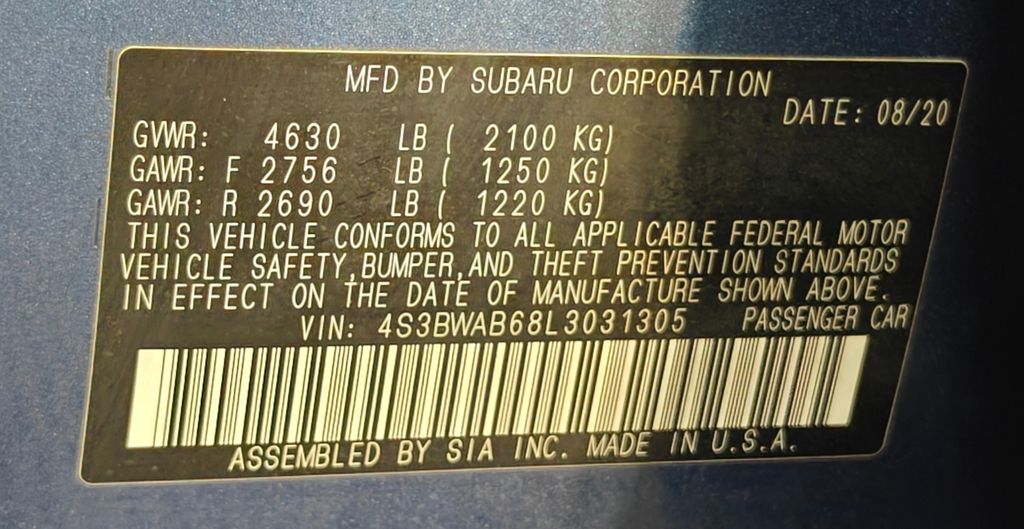 MFD BY SUBARU CORPORATION
DATE: 08/20
GVWR: 4630 LB ( 2100 KG)
GAWR: F 2756 LB ( 1250 KG)
GAWR: R 2690 LB ( 1220 KG)
THIS VEHICLE CONFORMS TO ALL APPLICABLE FEDERAL MOTOR
VEHICLE SAFETY,BUMPER,AND THEFT PREVENTION STANDARDS
IN EFFECT ON THE DATE OF MANUFACTURE SHOWN ABOVE.
VIN: 4S3BWAB68L3031305 PASSENGER CAR
ASSEMBLED BY SIA INC. MADE IN U.S.A.